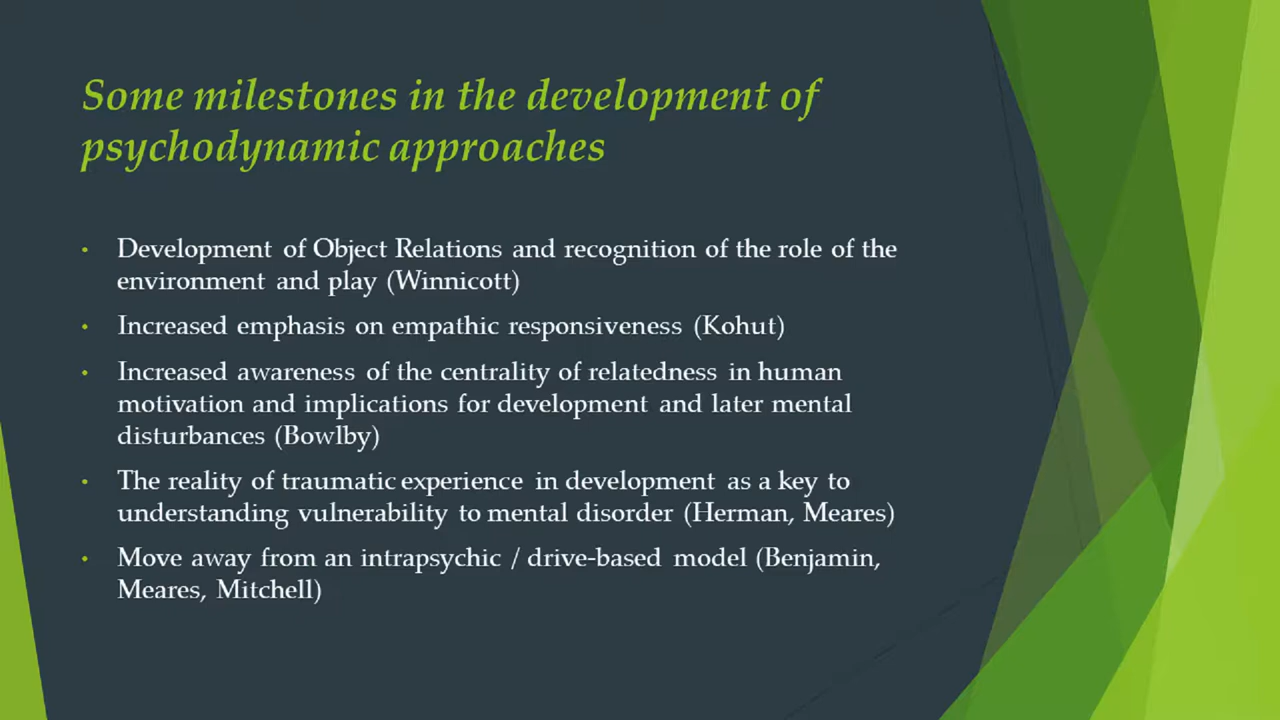 Some milestones in the development of
psychodynamic approaches
• Development of Object Relations and recognition of the role of the
environment and play (Winnicott)
• Increased emphasis on empathic responsiveness (Kohut)
• Increased awareness of the centrality of relatedness in human
motivation and implications for development and later mental
disturbances (Bowlby)
• The reality of traumatic experience in development as a key to
understanding vulnerability to mental disorder (Herman, Meares)
• Move away from an intrapsychic / drive-based model (Benjamin,
Meares, Mitchell)